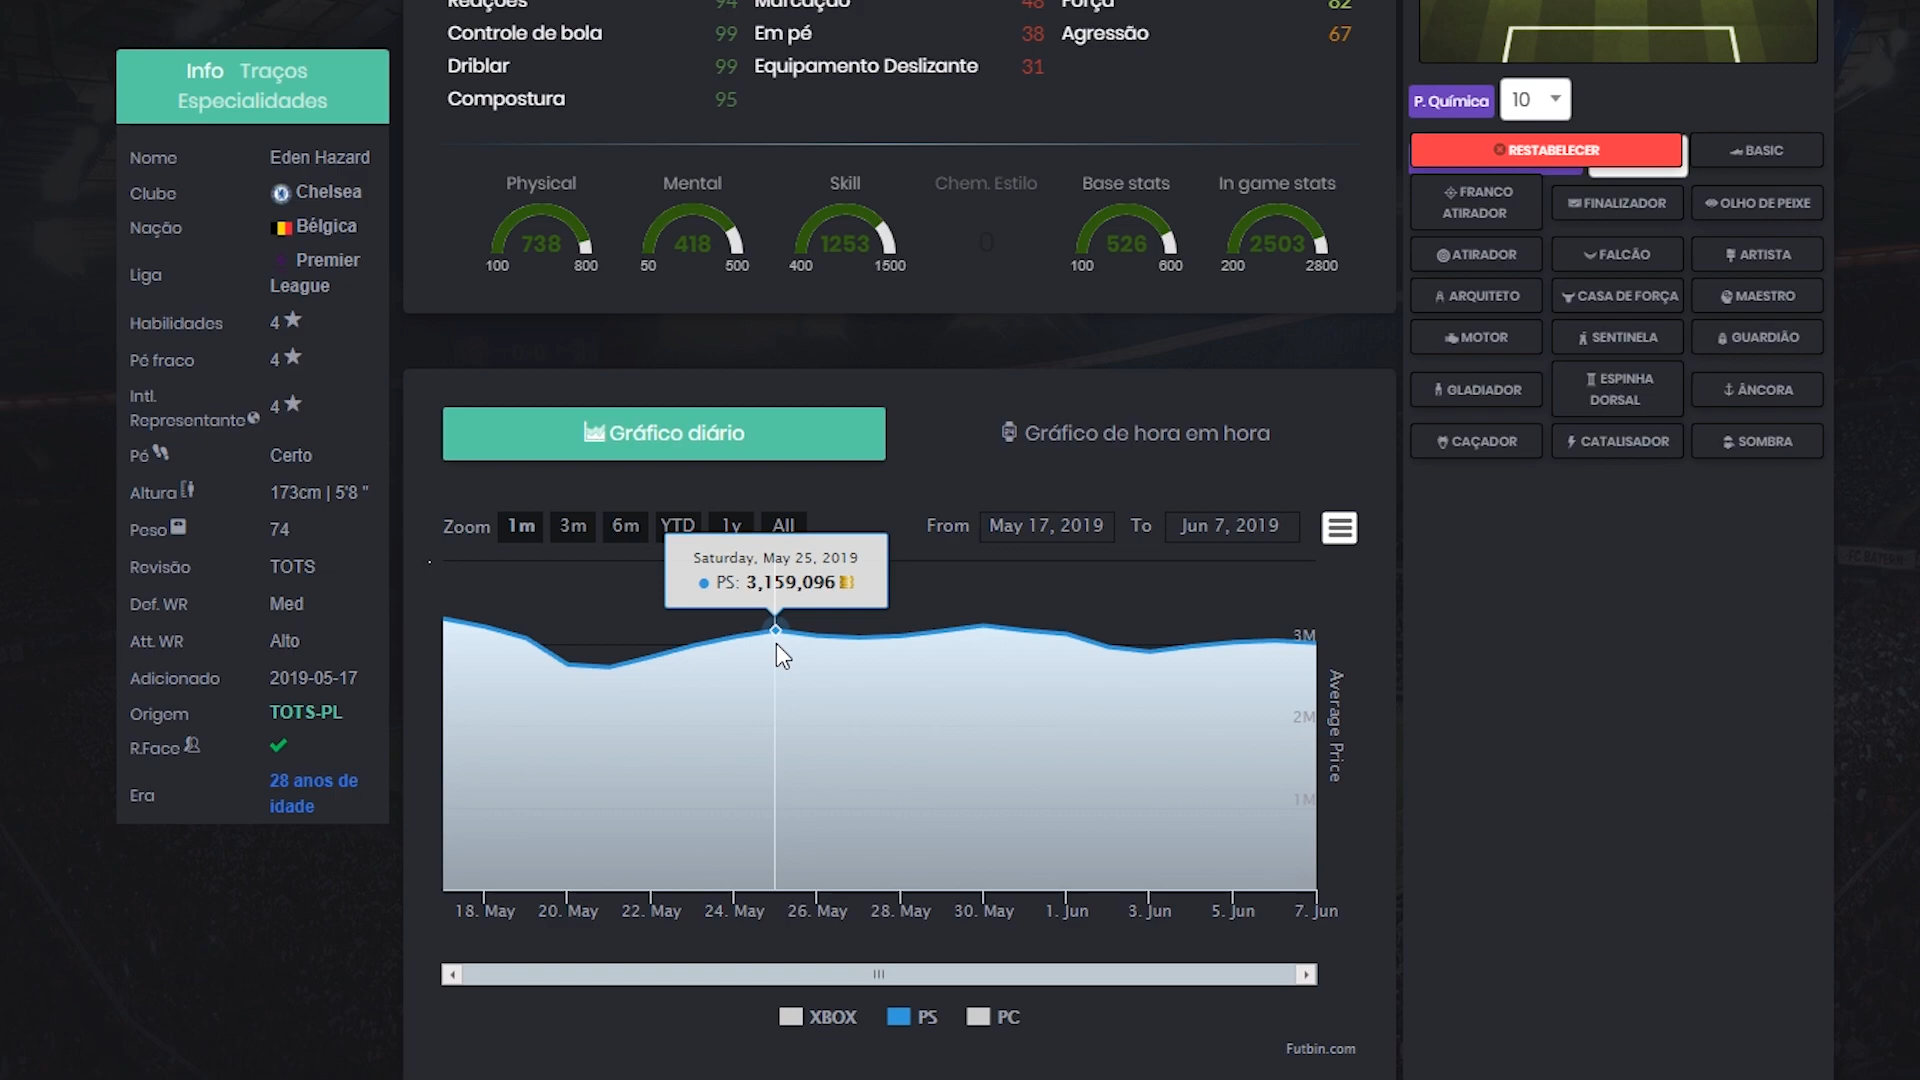 Reações 94 Marcação 48 Força 82
Controle de bola 99 Em pé 38 Agressão 67
Driblar 99 Equipamento Deslizante 31
Compostura 95
Info Traços
Especialidades
Nome Eden Hazard
Clube Chelsea
Nação Bélgica
Liga Premier League
Habilidades 4
Pé fraco 4
Intl.
Representante 4
Pé Certo
Altura 173cm | 5'8 "
Peso 74
Revisão TOTS
Def. WR Med
Att. WR Alto
Adicionado 2019-05-17
Origem TOTS-PL
R.Face
Era 28 anos de
idade
Physical Mental Skill Chem. Estilo Base stats In game stats
738 418 1253 0 526 2503
100 800 50 500 400 1500 100 600 200 2800
Gráfico diário Gráfico de hora em hora
Zoom 1m 3m 6m YTD 1y All From May 17, 2019 To Jun 7, 2019
Saturday, May 25, 2019
PS: 3,159,096
3M
2M
1M
Average Price
18. May 20. May 22. May 24. May 26. May 28. May 30. May 1. Jun 3. Jun 5. Jun 7. Jun
XBOX PS PC
Futbin.com
P. Química 10
RESTABELECER BASIC
FRANCO
ATIRADOR FINALIZADOR OLHO DE PEIXE
ATIRADOR FALCÃO ARTISTA
ARQUITETO CASA DE FORÇA MAESTRO
MOTOR SENTINELA GUARDIÃO
GLADIADOR ESPINHA
DORSAL ÂNCORA
CAÇADOR CATALISADOR SOMBRA